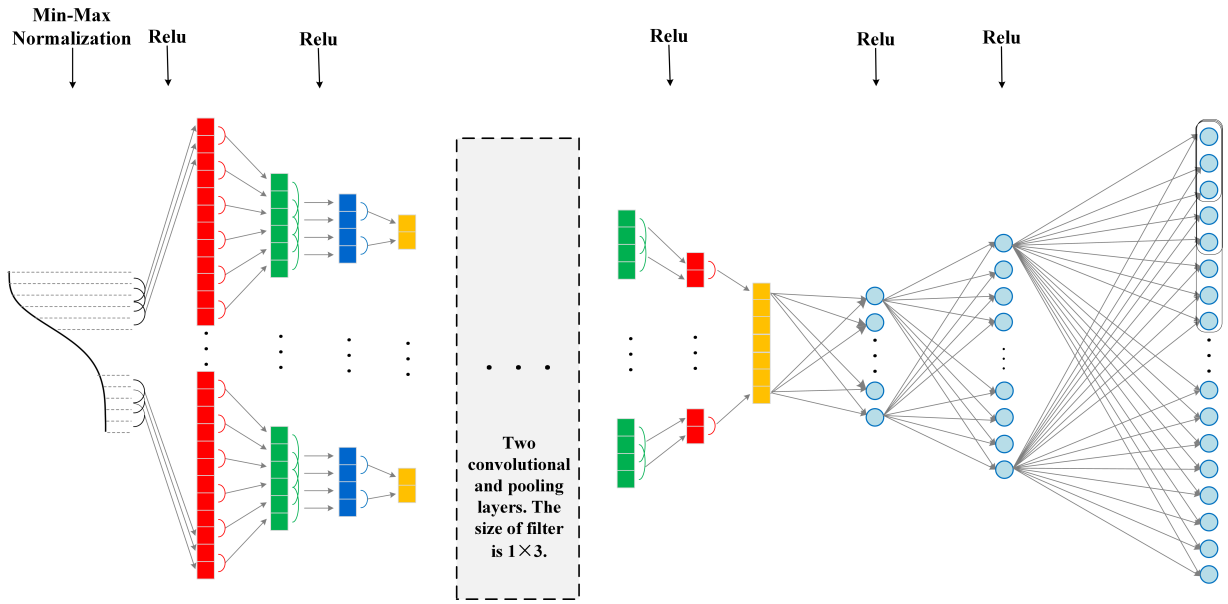 Min-Max
Normalization
Relu
Relu
Relu
Relu
Relu
Two
convolutional
and pooling
layers. The
size of filter
is 1×3.